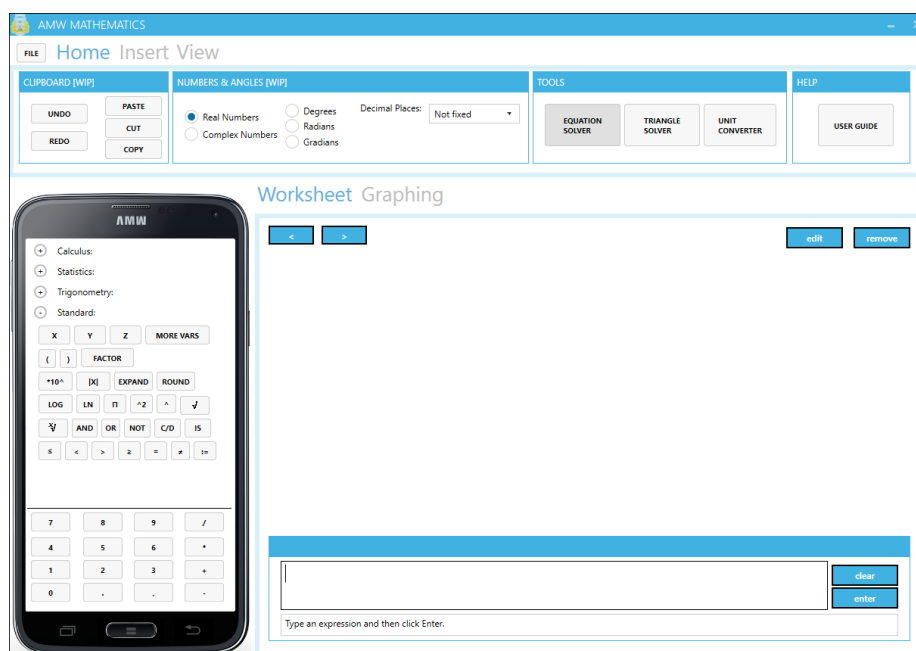 AMW MATHEMATICS
FILE Home Insert View
CLIPBOARD [WIP]
UNDO
REDO
PASTE
CUT
COPY
NUMBERS & ANGLES [WIP]
Real Numbers
Complex Numbers
Degrees
Radians
Gradians
Decimal Places: Not fixed
TOOLS
EQUATION
SOLVER
TRIANGLE
SOLVER
UNIT
CONVERTER
HELP
USER GUIDE
AMW
+ Calculus:
+ Statistics:
+ Trigonometry:
- Standard:
X Y Z MORE VARS
( ) FACTOR
*10^ |X| EXPAND ROUND
LOG LN Π ^2 ^ √
AND OR NOT C/D IS
≤ < > ≥ = ≠ :=
7 8 9 /
4 5 6 *
1 2 3 +
0 . , -
Worksheet Graphing
< > edit remove
clear
enter
Type an expression and then click Enter.